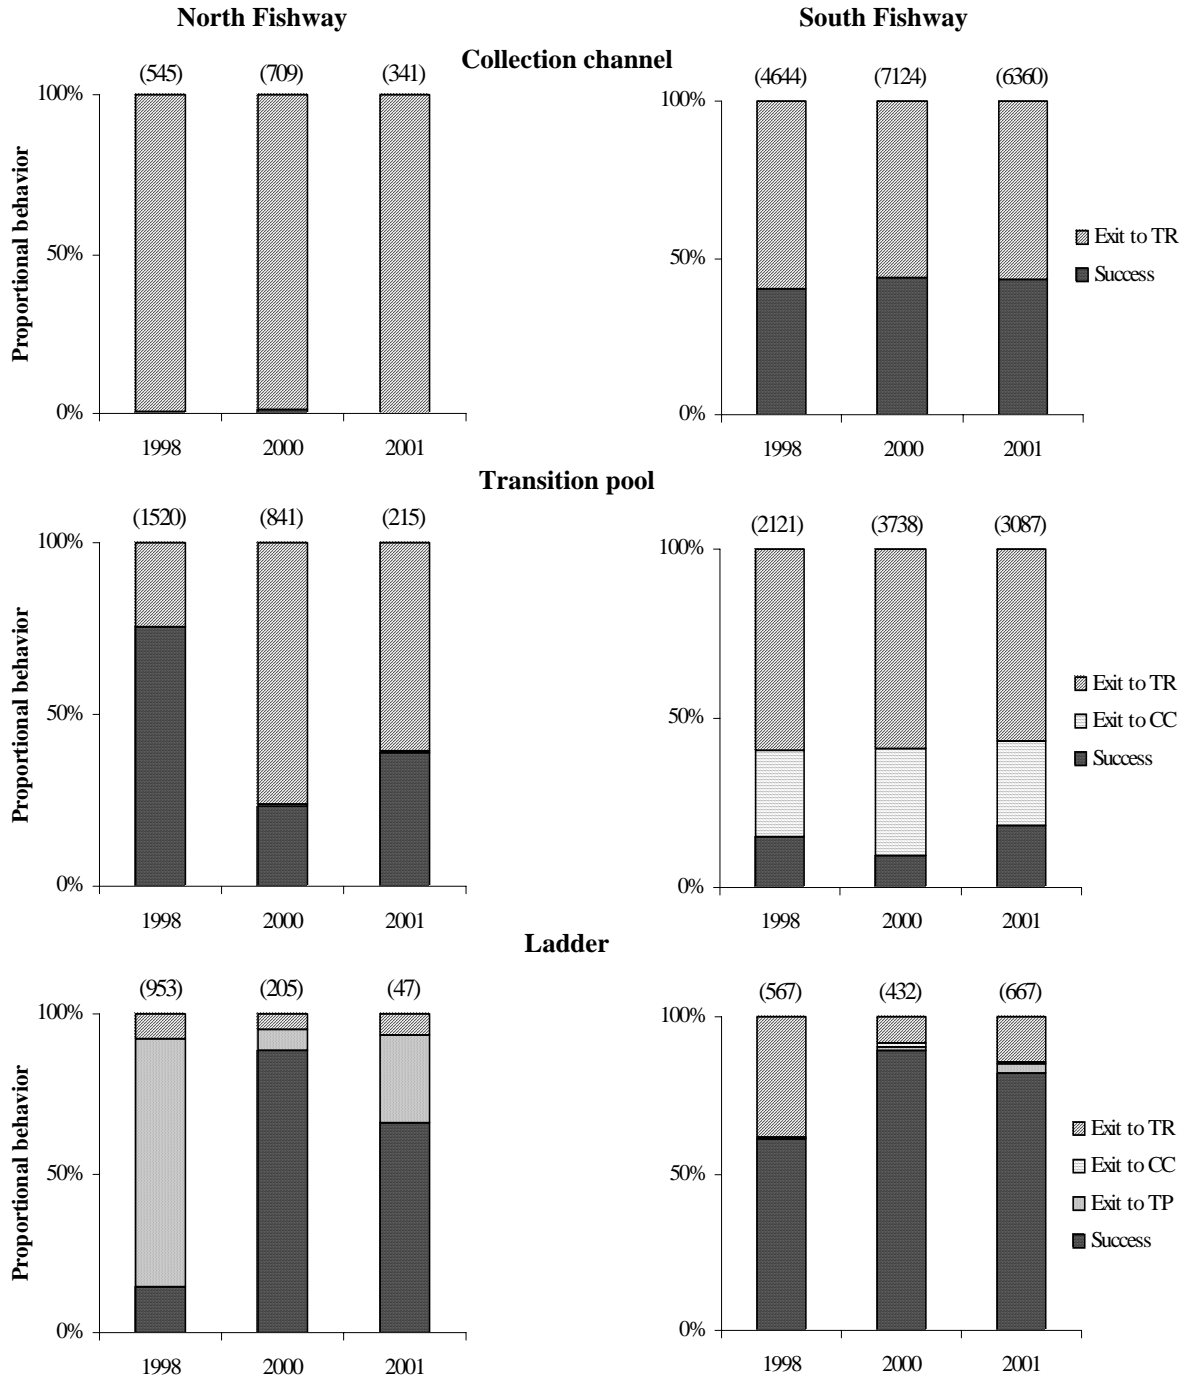 North Fishway
South Fishway
Collection channel
(545) (709) (341)
100%
50%
0%
Proportional behavior
1998 2000 2001
(4644) (7124) (6360)
100%
50%
0%
1998 2000 2001
Exit to TR
Success
Transition pool
(1520) (841) (215)
100%
50%
0%
Proportional behavior
1998 2000 2001
(2121) (3738) (3087)
100%
50%
0%
1998 2000 2001
Exit to TR
Exit to CC
Success
Ladder
(953) (205) (47)
100%
50%
0%
Proportional behavior
1998 2000 2001
(567) (432) (667)
100%
50%
0%
1998 2000 2001
Exit to TR
Exit to CC
Exit to TP
Success